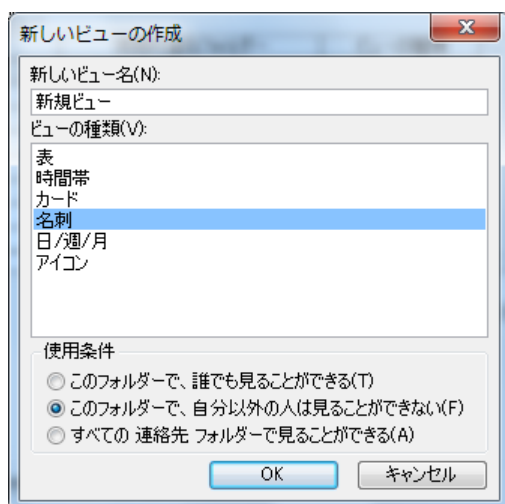 新しいビューの作成
新しいビュー名(N):
新規ビュー
ビューの種類(V):
表
時間帯
カード
名刺
日/週/月
アイコン
使用条件
このフォルダーで、誰でも見ることができる(T)
このフォルダーで、自分以外の人は見ることができない(F)
すべての 連絡先 フォルダーで見ることができる(A)
OK キャンセル